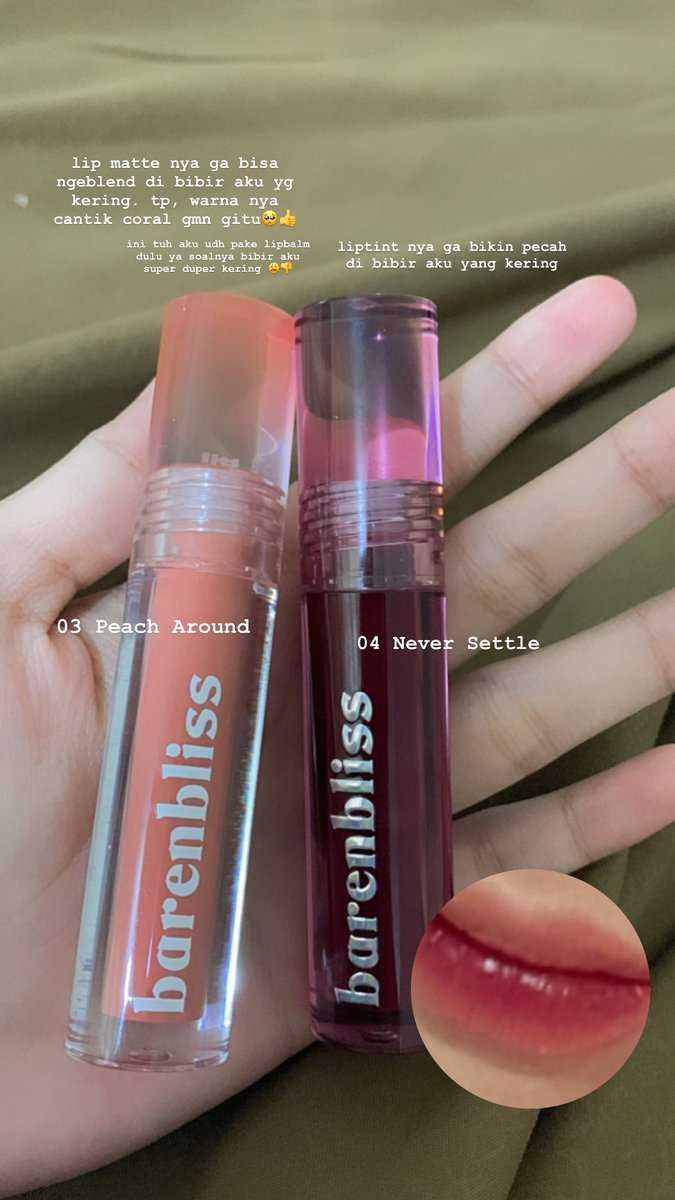 lip matte nya ga bisa
ngeblend di bibir aku yg
kering. tp, warna nya
cantik coral gmn gitu🥺👍
ini tuh aku udh pake lipbalm
dulu ya soalnya bibir aku
super duper kering 😩👎
liptint nya ga bikin pecah
di bibir aku yang kering
03 Peach Around
04 Never Settle
barenbliss
barenbliss